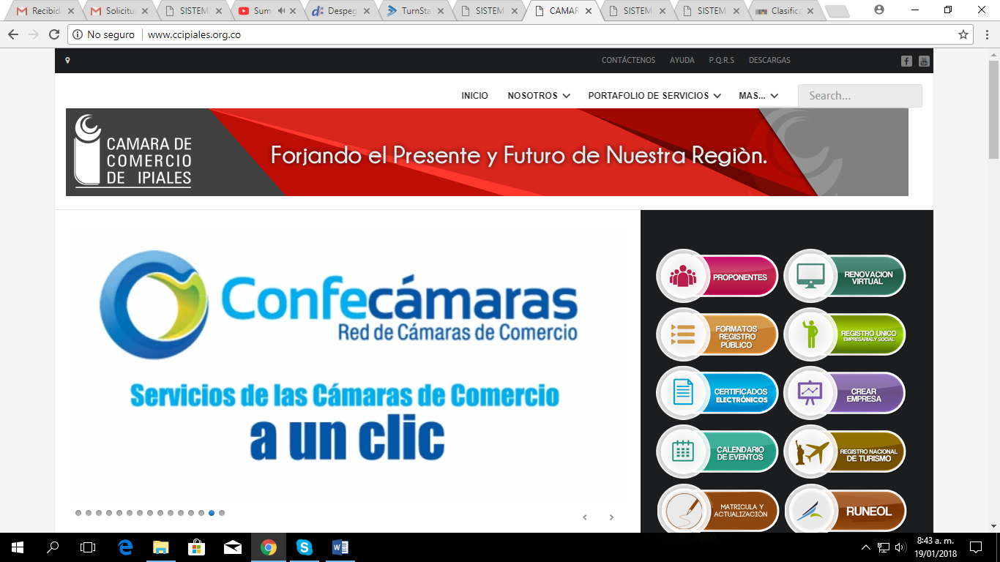 Recibid
Solicitu
SISTEM
Sum
Despeg
TurnSta
SISTEM
CAMAR
SISTEM
SISTEM
Clasifica
No seguro
www.ccipiales.org.co
CONTÁCTENOS AYUDA P.Q.R.S DESCARGAS
INICIO NOSOTROS PORTAFOLIO DE SERVICIOS MAS... Search...
CAMARA DE
COMERCIO
DE IPIALES
Forjando el Presente y Futuro de Nuestra Regiòn.
Confecámaras
Red de Cámaras de Comercio
Servicios de las Cámaras de Comercio
a un clic
PROPONENTES
RENOVACION
VIRTUAL
FORMATOS
REGISTRO
PÚBLICO
REGISTRO UNICO
EMPRESARIAL Y SOCIAL
CERTIFICADOS
ELECTRÓNICOS
CREAR
EMPRESA
CALENDARIO
DE EVENTOS
REGISTRO NACIONAL
DE TURISMO
MATRICULA Y
ACTUALIZACIÓN
RUNEOL
8:43 a. m.
19/01/2018